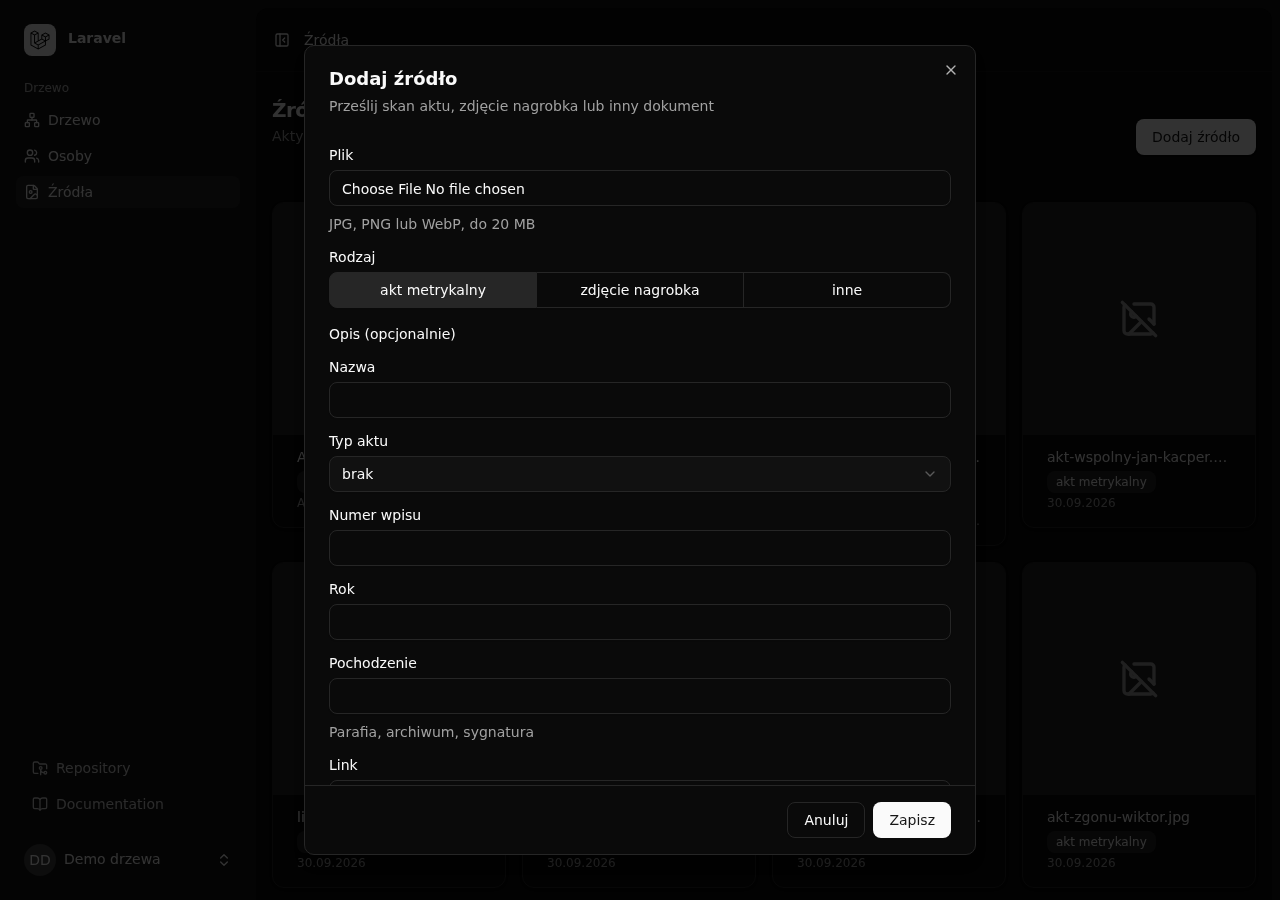 Laravel
Źródła
Drzewo
Drzewo
Osoby
Źródła
Dodaj źródło
Dodaj źródło
Prześlij skan aktu, zdjęcie nagrobka lub inny dokument
Plik
Choose File No file chosen
JPG, PNG lub WebP, do 20 MB
Rodzaj
akt metrykalny
zdjęcie nagrobka
inne
Opis (opcjonalnie)
Nazwa
Typ aktu
brak
Numer wpisu
Rok
Pochodzenie
Parafia, archiwum, sygnatura
Link
Anuluj
Zapisz
akt-wspolny-jan-kacper.…
akt metrykalny
30.09.2026
akt-zgonu-wiktor.jpg
akt metrykalny
30.09.2026
30.09.2026
30.09.2026
30.09.2026
Repository
Documentation
DD
Demo drzewa